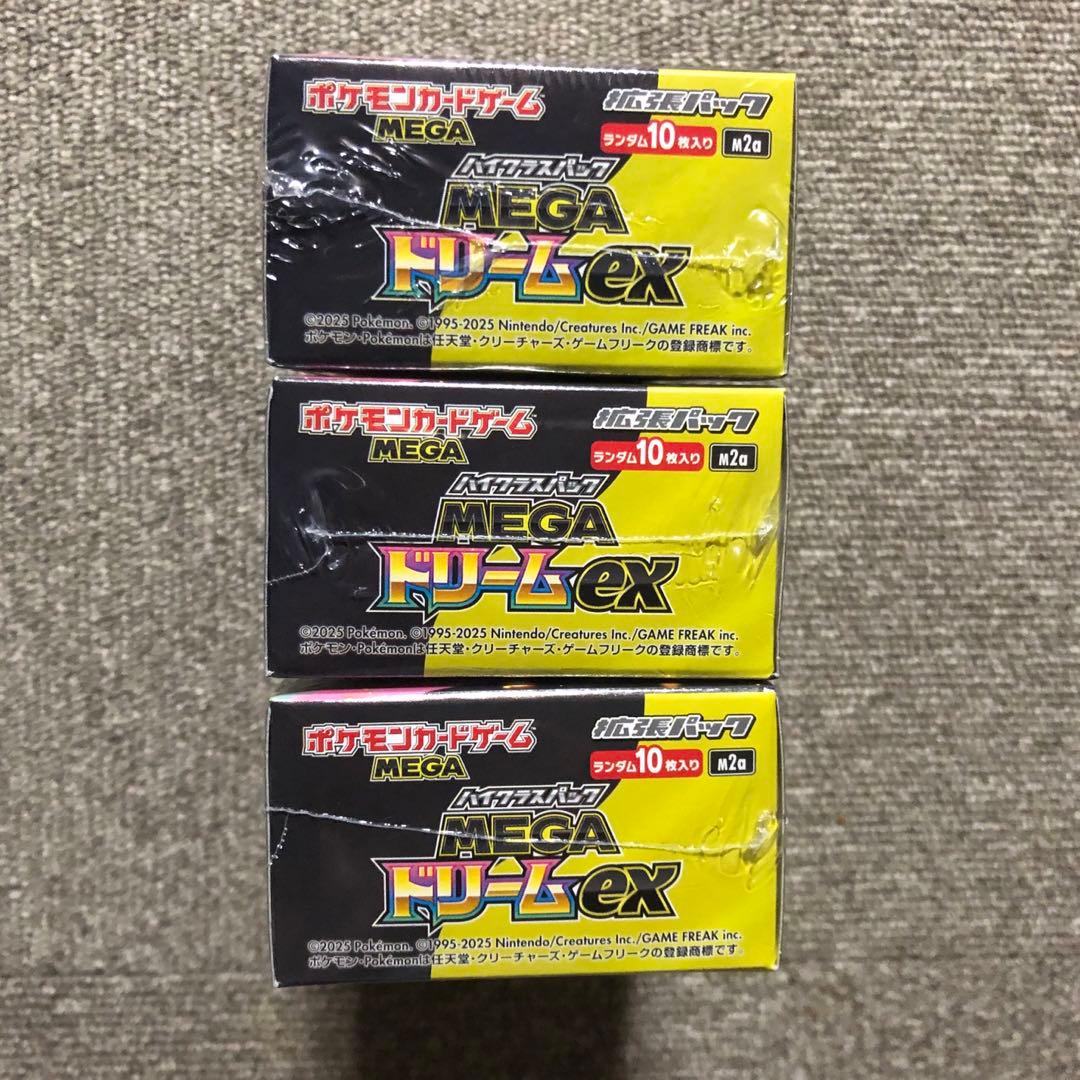 ポケモンカードゲーム 拡張パック
MEGA ランダム10枚入り M2a
ハイクラスパック
MEGA
ドリームex
©2025 Pokémon. ©1995-2025 Nintendo/Creatures Inc./GAME FREAK inc.
ポケモン・Pokémonは任天堂・クリーチャーズ・ゲームフリークの登録商標です。
ポケモンカードゲーム 拡張パック
MEGA ランダム10枚入り M2a
ハイクラスパック
MEGA
ドリームex
©2025 Pokémon. ©1995-2025 Nintendo/Creatures Inc./GAME FREAK inc.
ポケモン・Pokémonは任天堂・クリーチャーズ・ゲームフリークの登録商標です。
ポケモンカードゲーム 拡張パック
MEGA ランダム10枚入り M2a
ハイクラスパック
MEGA
ドリームex
©2025 Pokémon. ©1995-2025 Nintendo/Creatures Inc./GAME FREAK inc.
ポケモン・Pokémonは任天堂・クリーチャーズ・ゲームフリークの登録商標です。